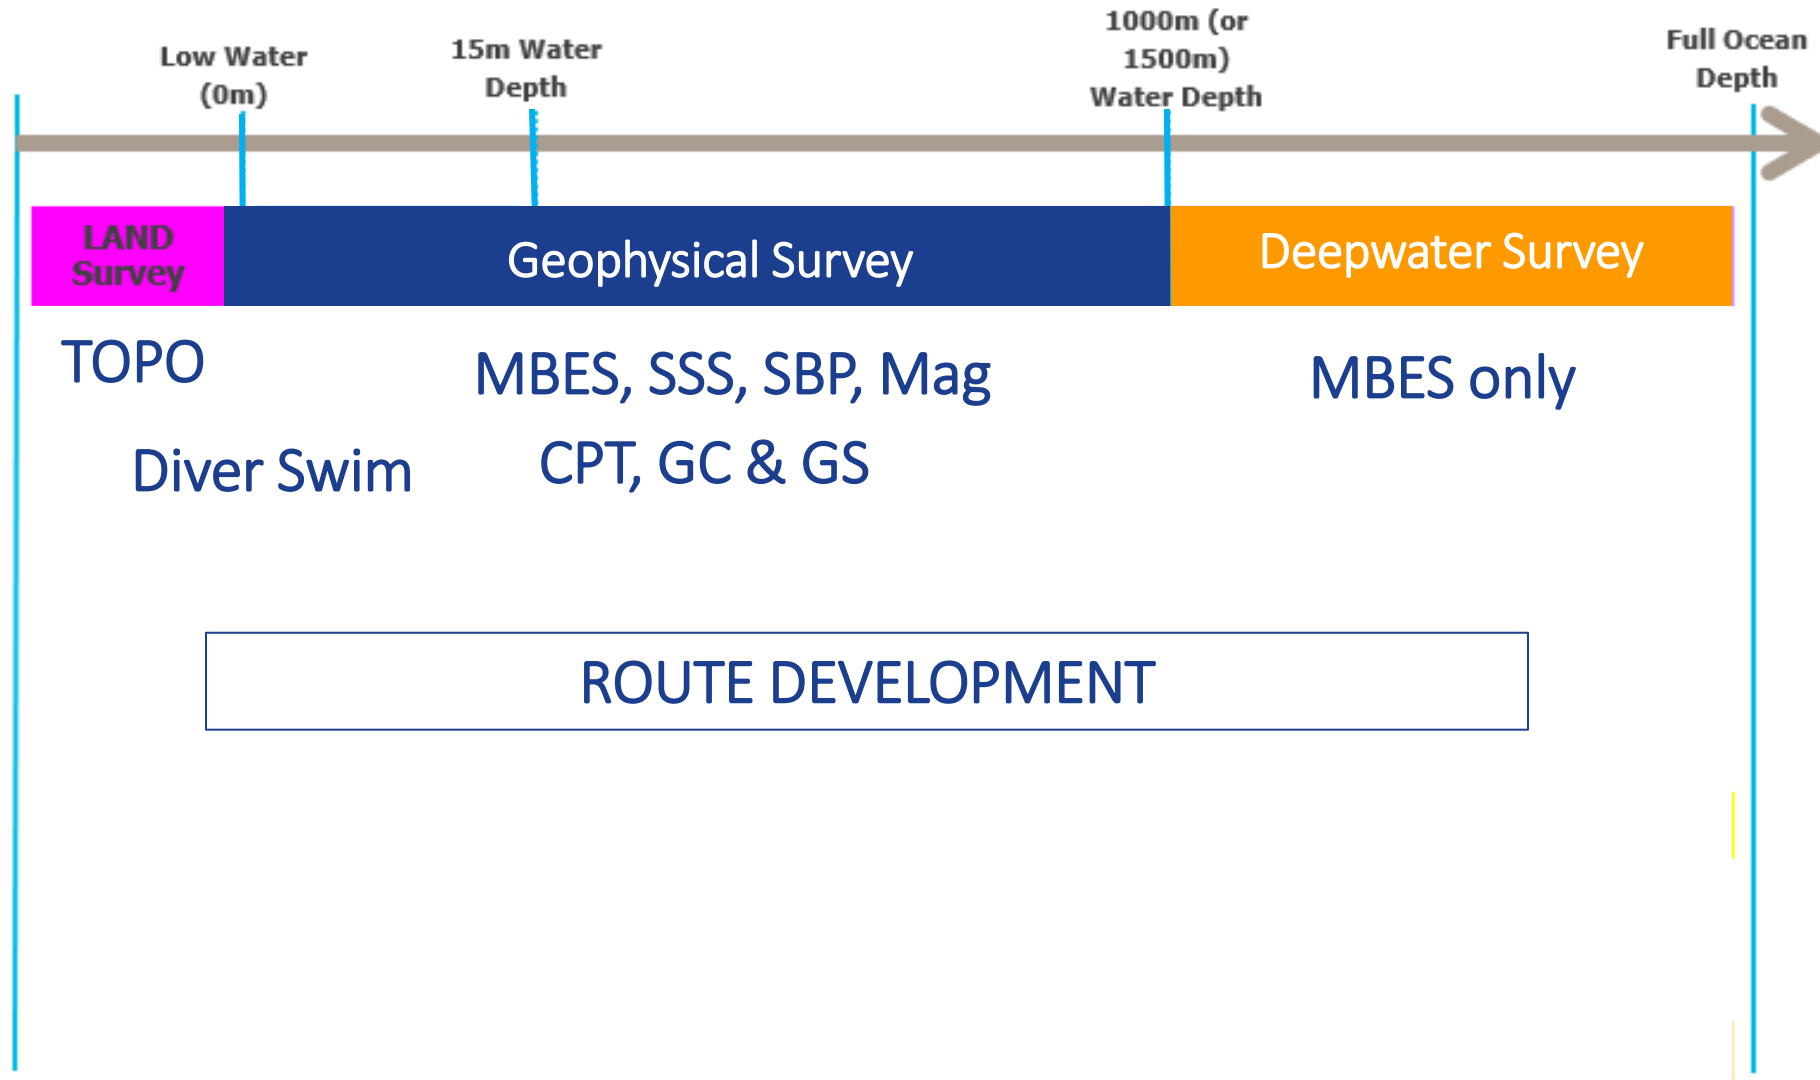 Low Water
(0m)
15m Water
Depth
1000m (or
1500m)
Water Depth
Full Ocean
Depth
LAND
Survey
Geophysical Survey
Deepwater Survey
TOPO
MBES, SSS, SBP, Mag
MBES only
Diver Swim
CPT, GC & GS
ROUTE DEVELOPMENT